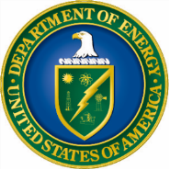 DEPARTMENT OF ENERGY
UNITED STATES OF AMERICA